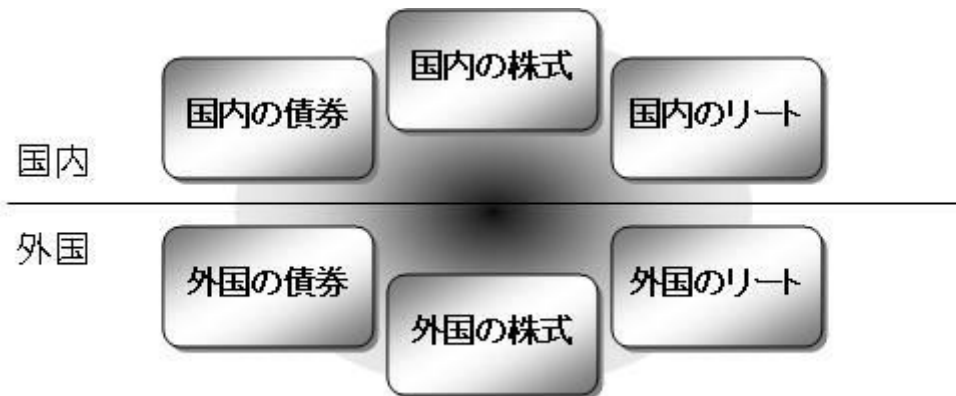 国内の株式
国内の債券
国内のリート
国内
外国
外国の債券
外国のリート
外国の株式